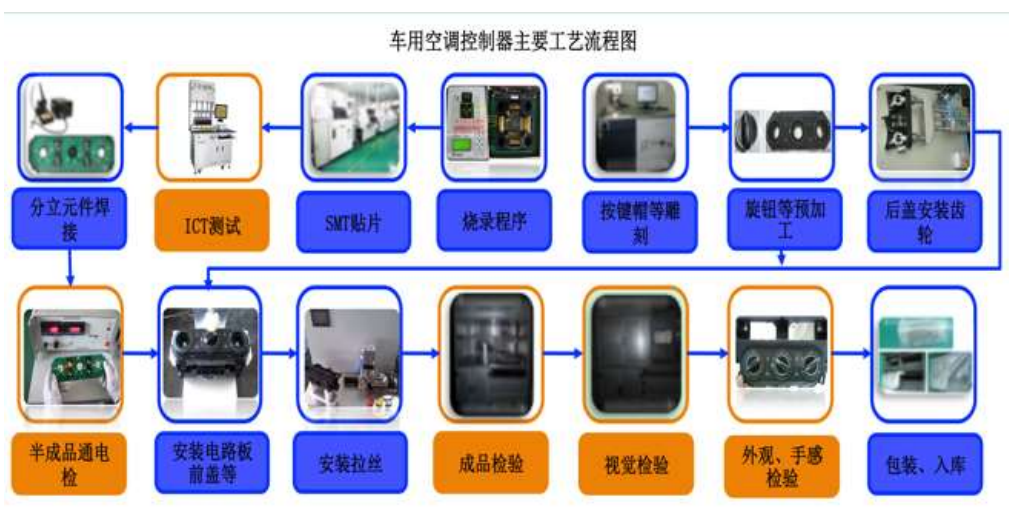 车用空调控制器主要工艺流程图
分立元件焊
接
ICT测试
SMT贴片
烧录程序
按键帽等雕
刻
旋钮等预加
工
后盖安装齿
轮
半成品通电
检
安装电路板
前盖等
安装拉丝
成品检验
视觉检验
外观、手感
检验
包装、入库